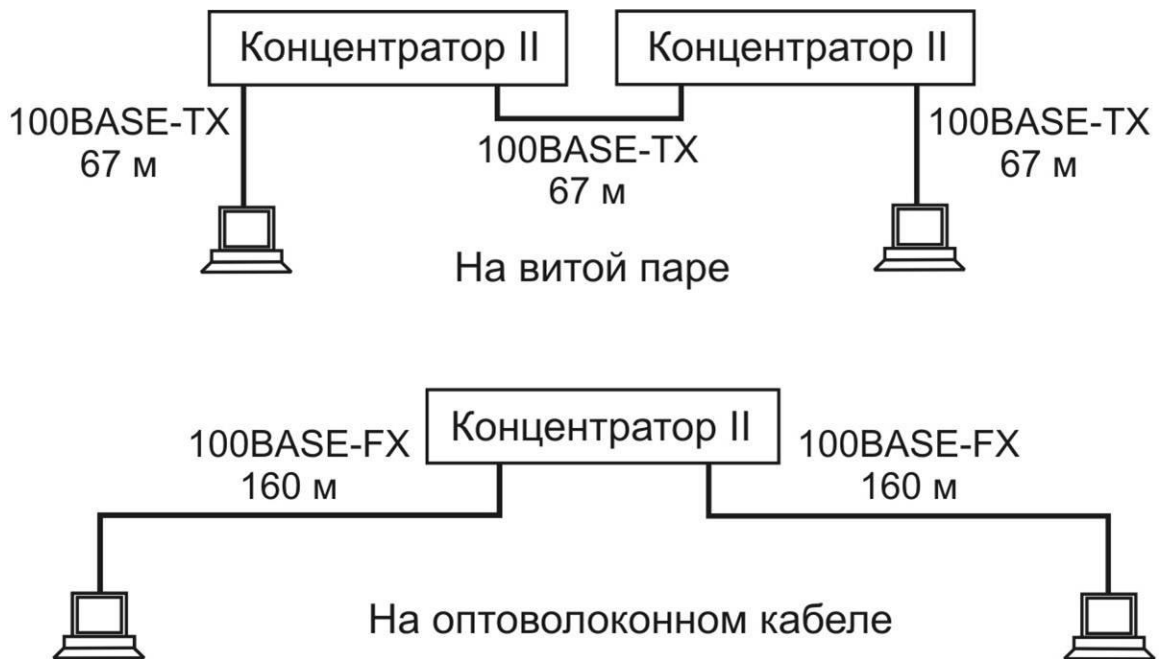 Концентратор II
Концентратор II
100BASE-TX
67 м
100BASE-TX
67 м
100BASE-TX
67 м
На витой паре
Концентратор II
100BASE-FX
160 м
100BASE-FX
160 м
На оптоволоконном кабеле